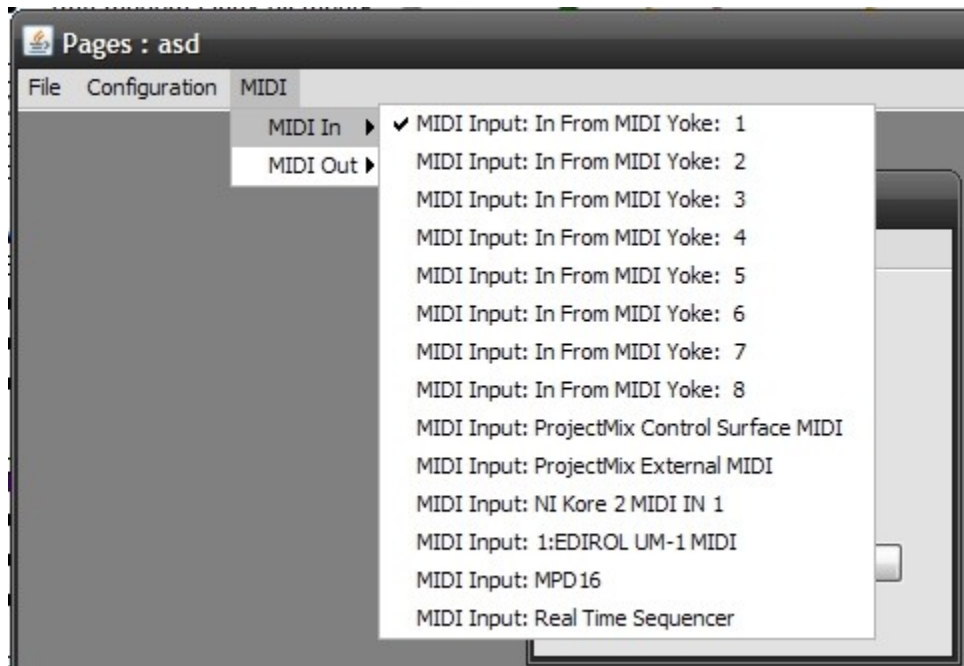 Pages : asd
File Configuration MIDI
MIDI In ✔ MIDI Input: In From MIDI Yoke: 1
MIDI Out MIDI Input: In From MIDI Yoke: 2
MIDI Input: In From MIDI Yoke: 3
MIDI Input: In From MIDI Yoke: 4
MIDI Input: In From MIDI Yoke: 5
MIDI Input: In From MIDI Yoke: 6
MIDI Input: In From MIDI Yoke: 7
MIDI Input: In From MIDI Yoke: 8
MIDI Input: ProjectMix Control Surface MIDI
MIDI Input: ProjectMix External MIDI
MIDI Input: NI Kore 2 MIDI IN 1
MIDI Input: 1:EDIROL UM-1 MIDI
MIDI Input: MPD16
MIDI Input: Real Time Sequencer